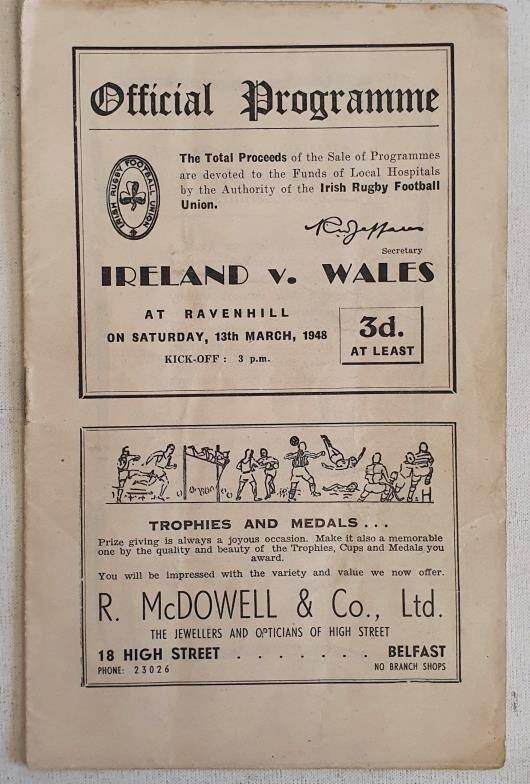 Official Programme
The Total Proceeds of the Sale of Programmes
are devoted to the Funds of Local Hospitals
by the Authority of the Irish Rugby Football
Union.
IRISH RUGBY FOOTBALL UNION
Secretary
IRELAND v. WALES
AT RAVENHILL
ON SATURDAY, 13th MARCH, 1948
KICK-OFF : 3 p.m.
3d.
AT LEAST
TROPHIES AND MEDALS . . .
Prize giving is always a joyous occasion. Make it also a memorable
one by the quality and beauty of the Trophies, Cups and Medals you
award.
You will be impressed with the variety and value we now offer.
R. McDOWELL & Co., Ltd.
THE JEWELLERS AND OPTICIANS OF HIGH STREET
18 HIGH STREET . . . . . . . BELFAST
PHONE: 23026 NO BRANCH SHOPS